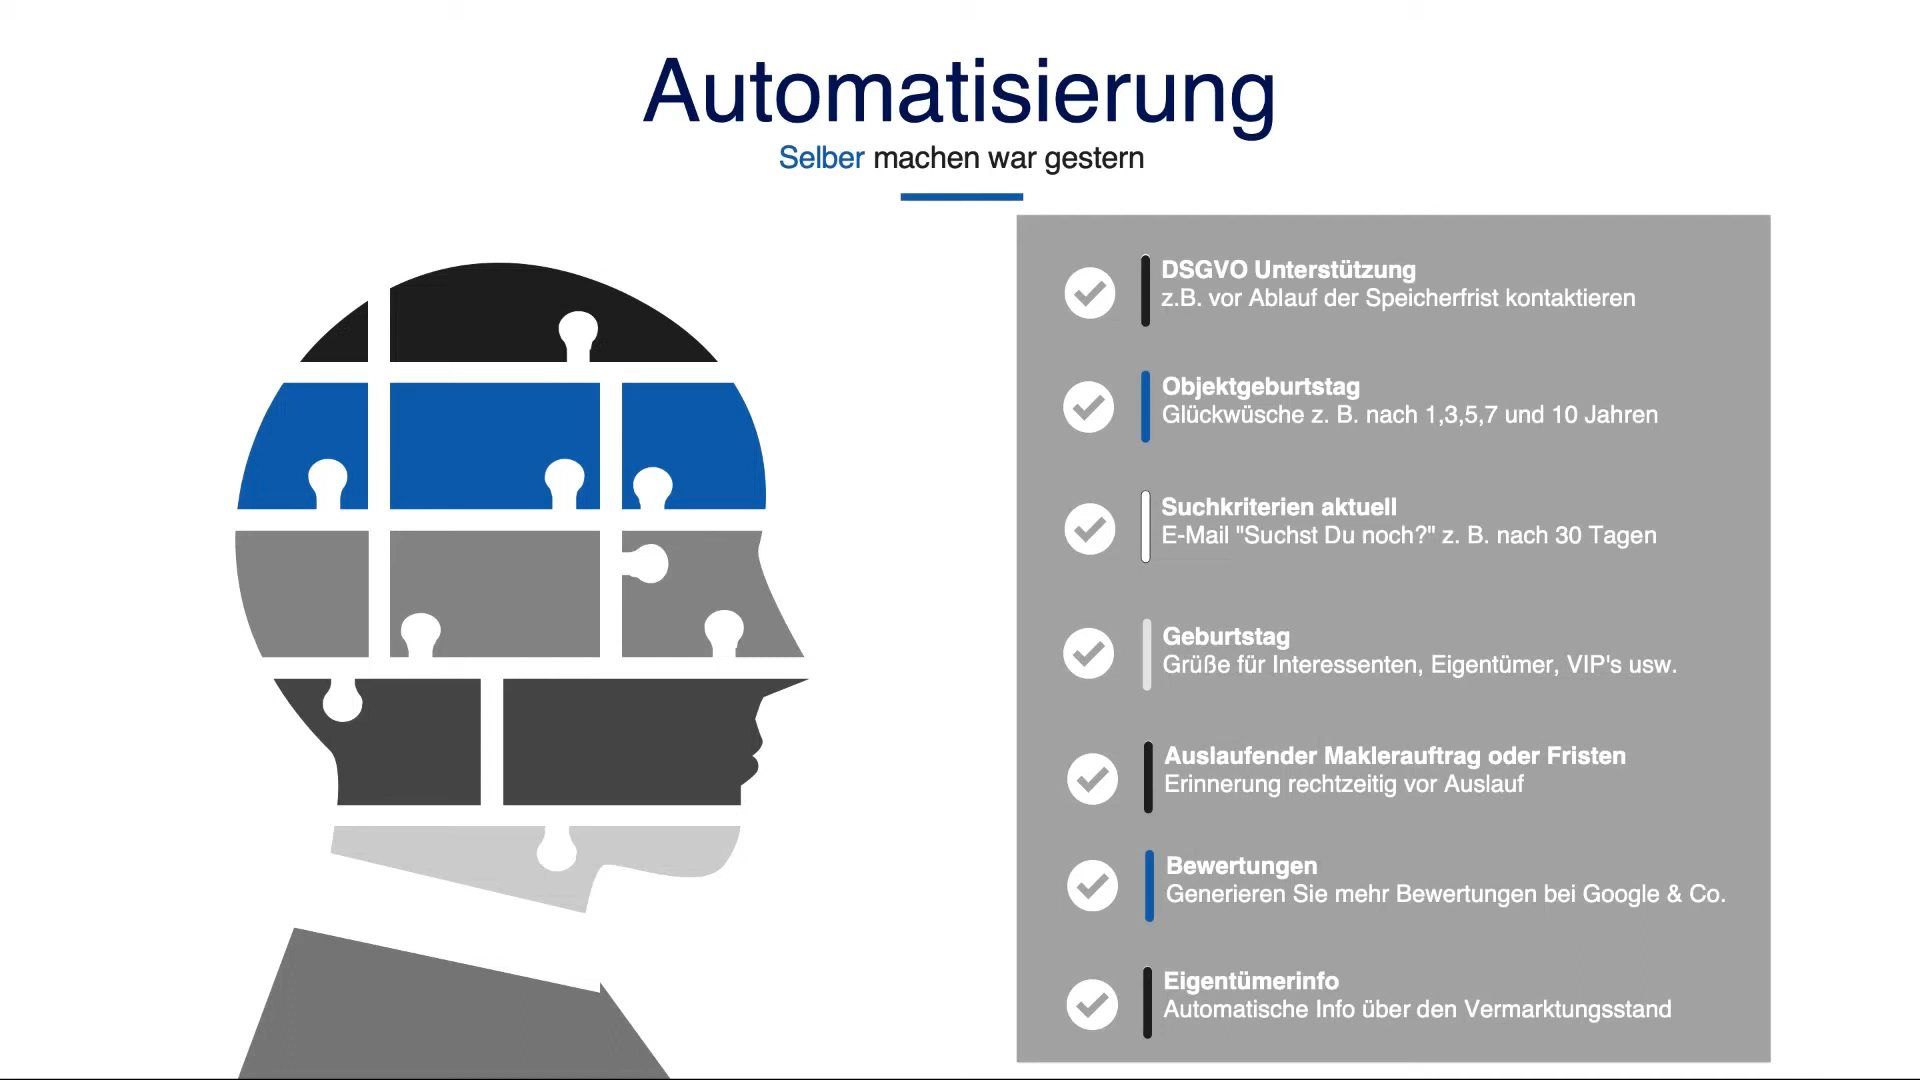 Automatisierung
Selber machen war gestern
DSGVO Unterstützung
z.B. vor Ablauf der Speicherfrist kontaktieren
Objektgeburtstag
Glückwüsche z. B. nach 1,3,5,7 und 10 Jahren
Suchkriterien aktuell
E-Mail "Suchst Du noch?" z. B. nach 30 Tagen
Geburtstag
Grüße für Interessenten, Eigentümer, VIP's usw.
Auslaufender Maklerauftrag oder Fristen
Erinnerung rechtzeitig vor Auslauf
Bewertungen
Generieren Sie mehr Bewertungen bei Google & Co.
Eigentümerinfo
Automatische Info über den Vermarktungsstand